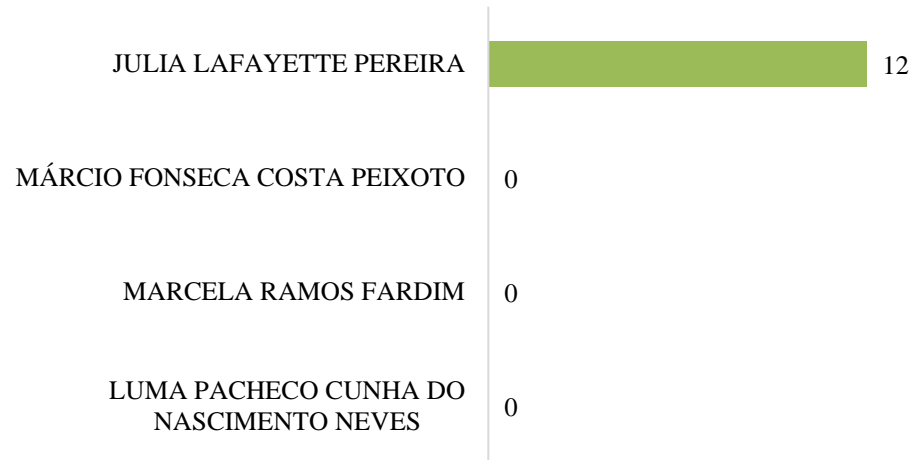 JULIA LAFAYETTE PEREIRA 12
MÁRCIO FONSECA COSTA PEIXOTO 0
MARCELA RAMOS FARDIM 0
LUMA PACHECO CUNHA DO
NASCIMENTO NEVES 0